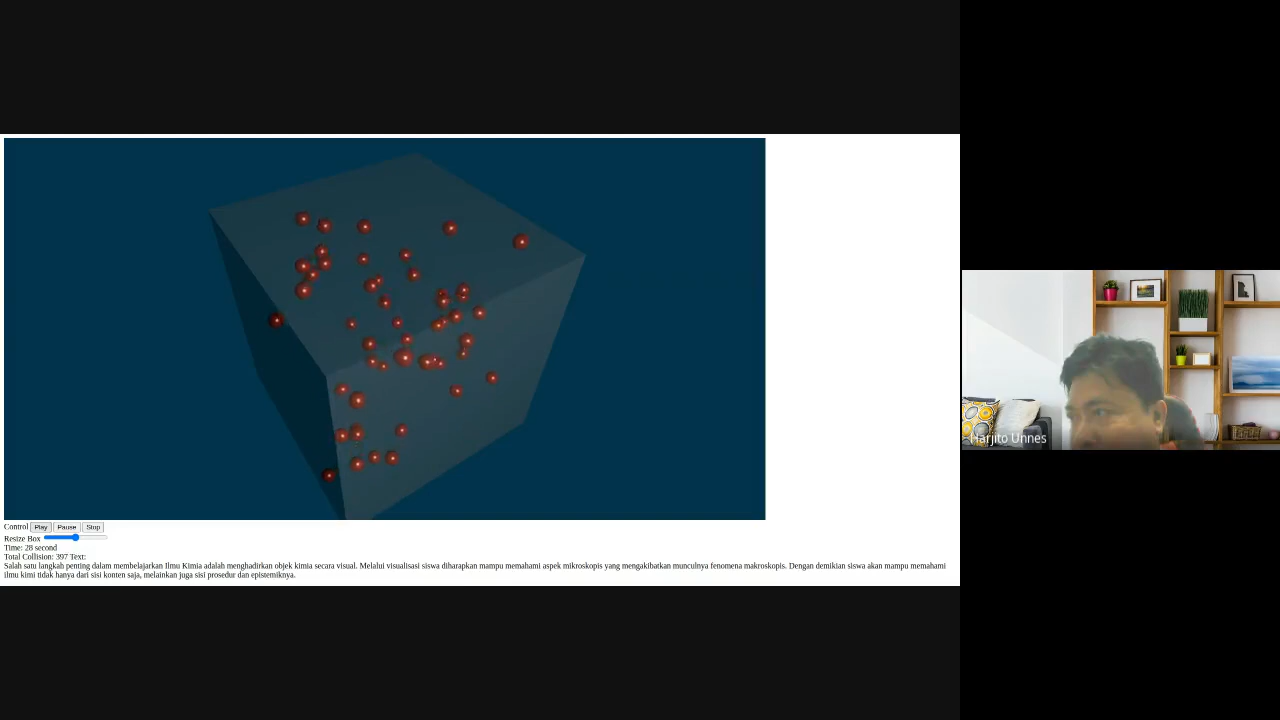 Control Play Pause Stop
Resize Box
Time: 28 second
Total Collision: 397 Text:
Salah satu langkah penting dalam membelajarkan Ilmu Kimia adalah menghadirkan objek kimia secara visual. Melalui visualisasi siswa diharapkan mampu memahami aspek mikroskopis yang mengakibatkan munculnya fenomena makroskopis. Dengan demikian siswa akan mampu memahami
ilmu kimi tidak hanya dari sisi konten saja, melainkan juga sisi prosedur dan epistemiknya.
Harjito Unnes